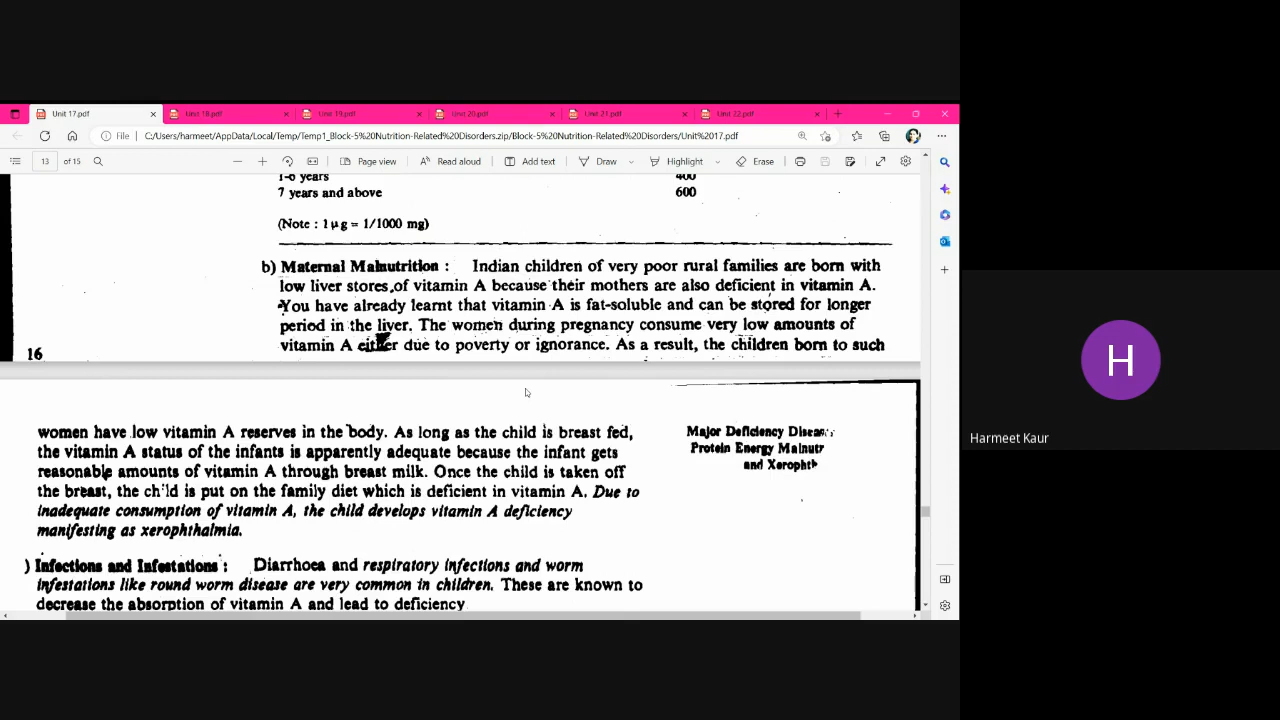 Unit 17.pdf
Unit 18.pdf
Unit 19.pdf
Unit 20.pdf
Unit 21.pdf
Unit 22.pdf
File
C:/Users/harmeet/AppData/Local/Temp/Temp1_Block-5%20Nutrition-Related%20Disorders.zip/Block-5%20Nutrition-Related%20Disorders/Unit%2017.pdf
13 of 15
Page view
Read aloud
Add text
Draw
Highlight
Erase
1-6 years 400
7 years and above 600
(Note : 1 μg = 1/1000 mg)
b) Maternal Malnutrition : Indian children of very poor rural families are born with
low liver stores of vitamin A because their mothers are also deficient in vitamin A.
You have already learnt that vitamin A is fat-soluble and can be stored for longer
period in the liver. The women during pregnancy consume very low amounts of
vitamin A either due to poverty or ignorance. As a result, the children born to such
16
women have low vitamin A reserves in the body. As long as the child is breast fed,
the vitamin A status of the infants is apparently adequate because the infant gets
reasonable amounts of vitamin A through breast milk. Once the child is taken off
the breast, the child is put on the family diet which is deficient in vitamin A. Due to
inadequate consumption of vitamin A, the child develops vitamin A deficiency
manifesting as xerophthalmia.
Major Deficiency Diseas
Protein Energy Malnutr
and Xeropth
) Infections and Infestations : Diarrhoea and respiratory infections and worm
infestations like round worm disease are very common in children. These are known to
decrease the absorption of vitamin A and lead to deficiency
H
Harmeet Kaur